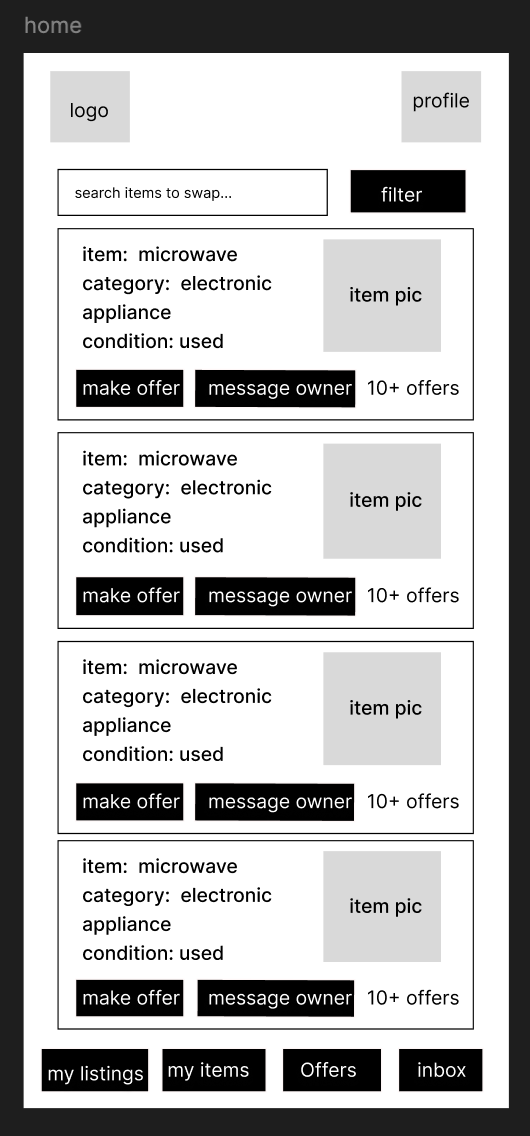 home
logo
profile
search items to swap...
filter
item: microwave
category: electronic
appliance
condition: used
item pic
make offer
message owner
10+ offers
item: microwave
category: electronic
appliance
condition: used
item pic
make offer
message owner
10+ offers
item: microwave
category: electronic
appliance
condition: used
item pic
make offer
message owner
10+ offers
item: microwave
category: electronic
appliance
condition: used
item pic
make offer
message owner
10+ offers
my listings
my items
Offers
inbox